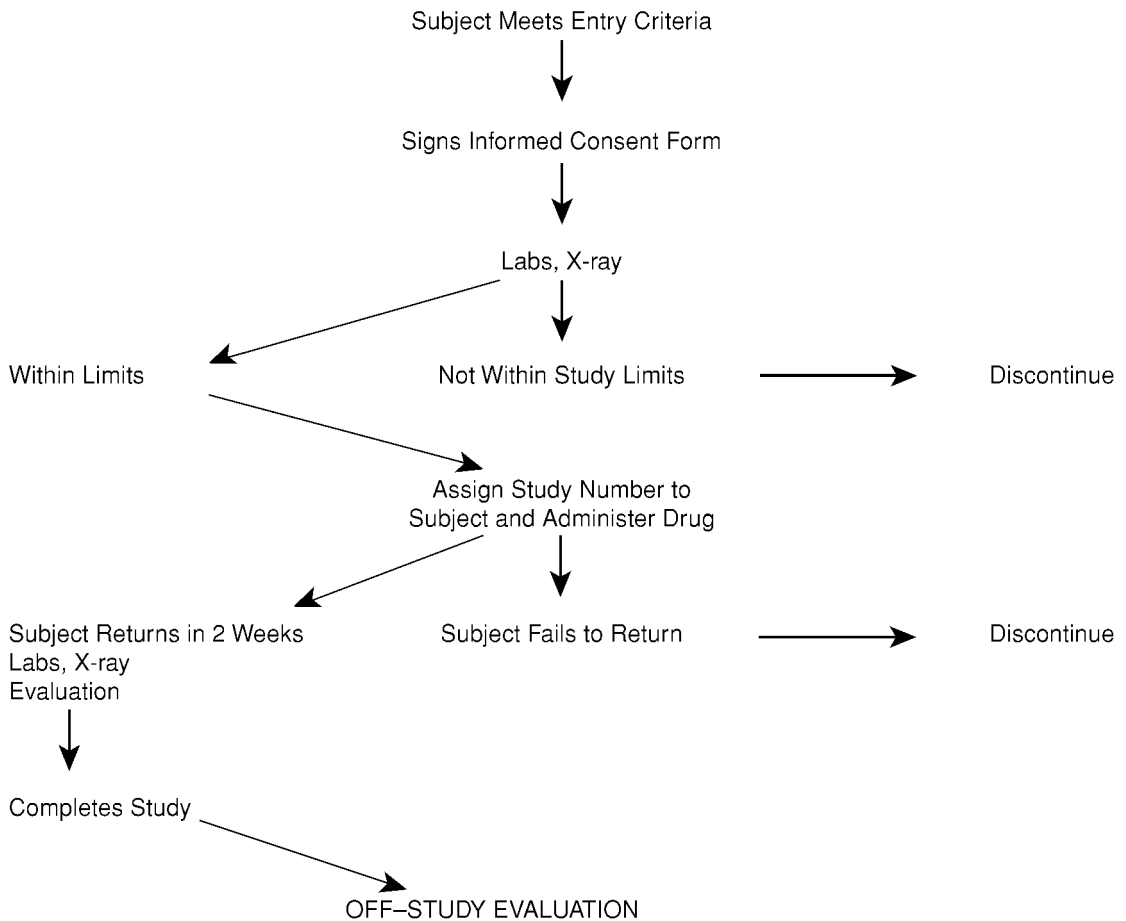 Subject Meets Entry Criteria
Signs Informed Consent Form
Labs, X-ray
Within Limits
Not Within Study Limits
Discontinue
Assign Study Number to
Subject and Administer Drug
Subject Returns in 2 Weeks
Labs, X-ray
Evaluation
Subject Fails to Return
Discontinue
Completes Study
OFF–STUDY EVALUATION